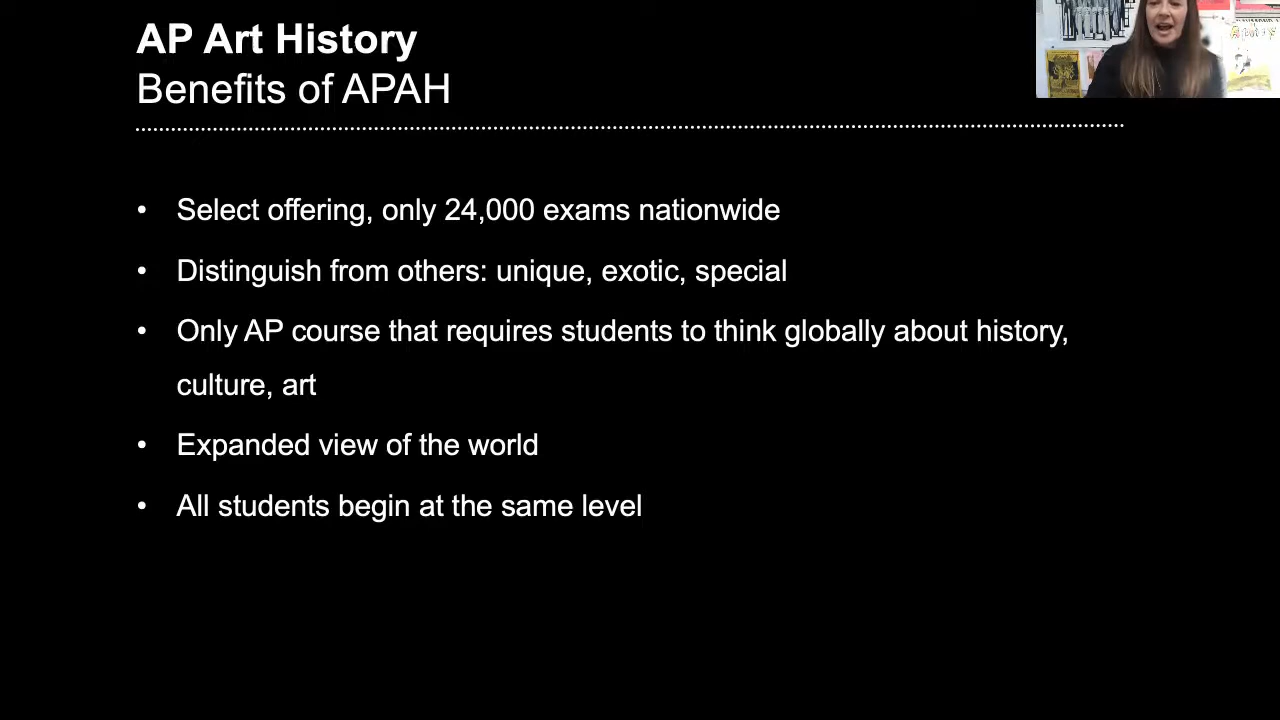 AP Art History
Benefits of APAH
• Select offering, only 24,000 exams nationwide
• Distinguish from others: unique, exotic, special
• Only AP course that requires students to think globally about history,
culture, art
• Expanded view of the world
• All students begin at the same level